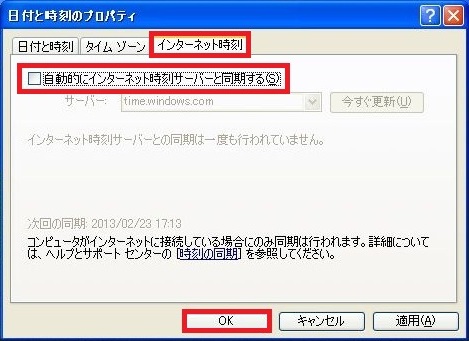 日付と時刻のプロパティ
日付と時刻 タイム ゾーン インターネット時刻
自動的にインターネット時刻サーバーと同期する(S)
サーバー: time.windows.com 今すぐ更新(U)
インターネット時刻サーバーとの同期は一度も行われていません。
次回の同期: 2013/02/23 17:13
コンピュータがインターネットに接続している場合にのみ同期は行われます。詳細については
は、ヘルプとサポート センターの [時刻の同期] を参照してください。
OK キャンセル 適用(A)